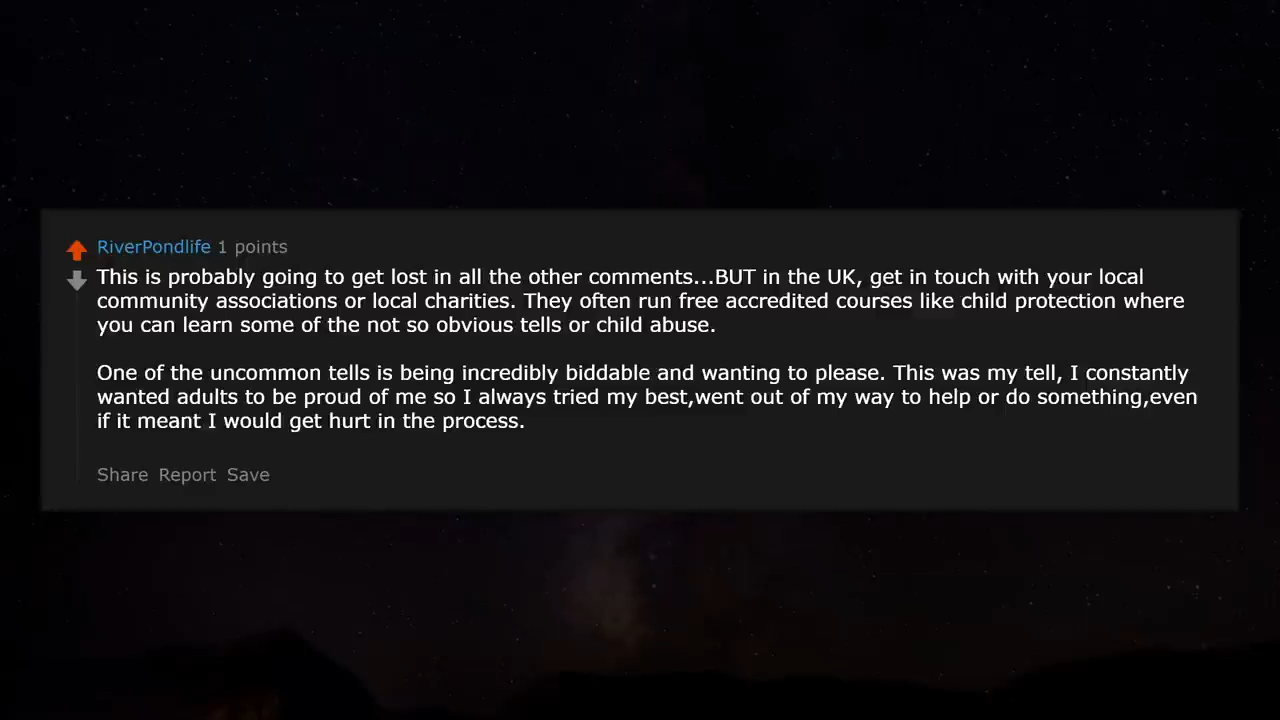 RiverPondlife 1 points
This is probably going to get lost in all the other comments...BUT in the UK, get in touch with your local
community associations or local charities. They often run free accredited courses like child protection where
you can learn some of the not so obvious tells or child abuse.
One of the uncommon tells is being incredibly biddable and wanting to please. This was my tell, I constantly
wanted adults to be proud of me so I always tried my best,went out of my way to help or do something,even
if it meant I would get hurt in the process.
Share Report Save